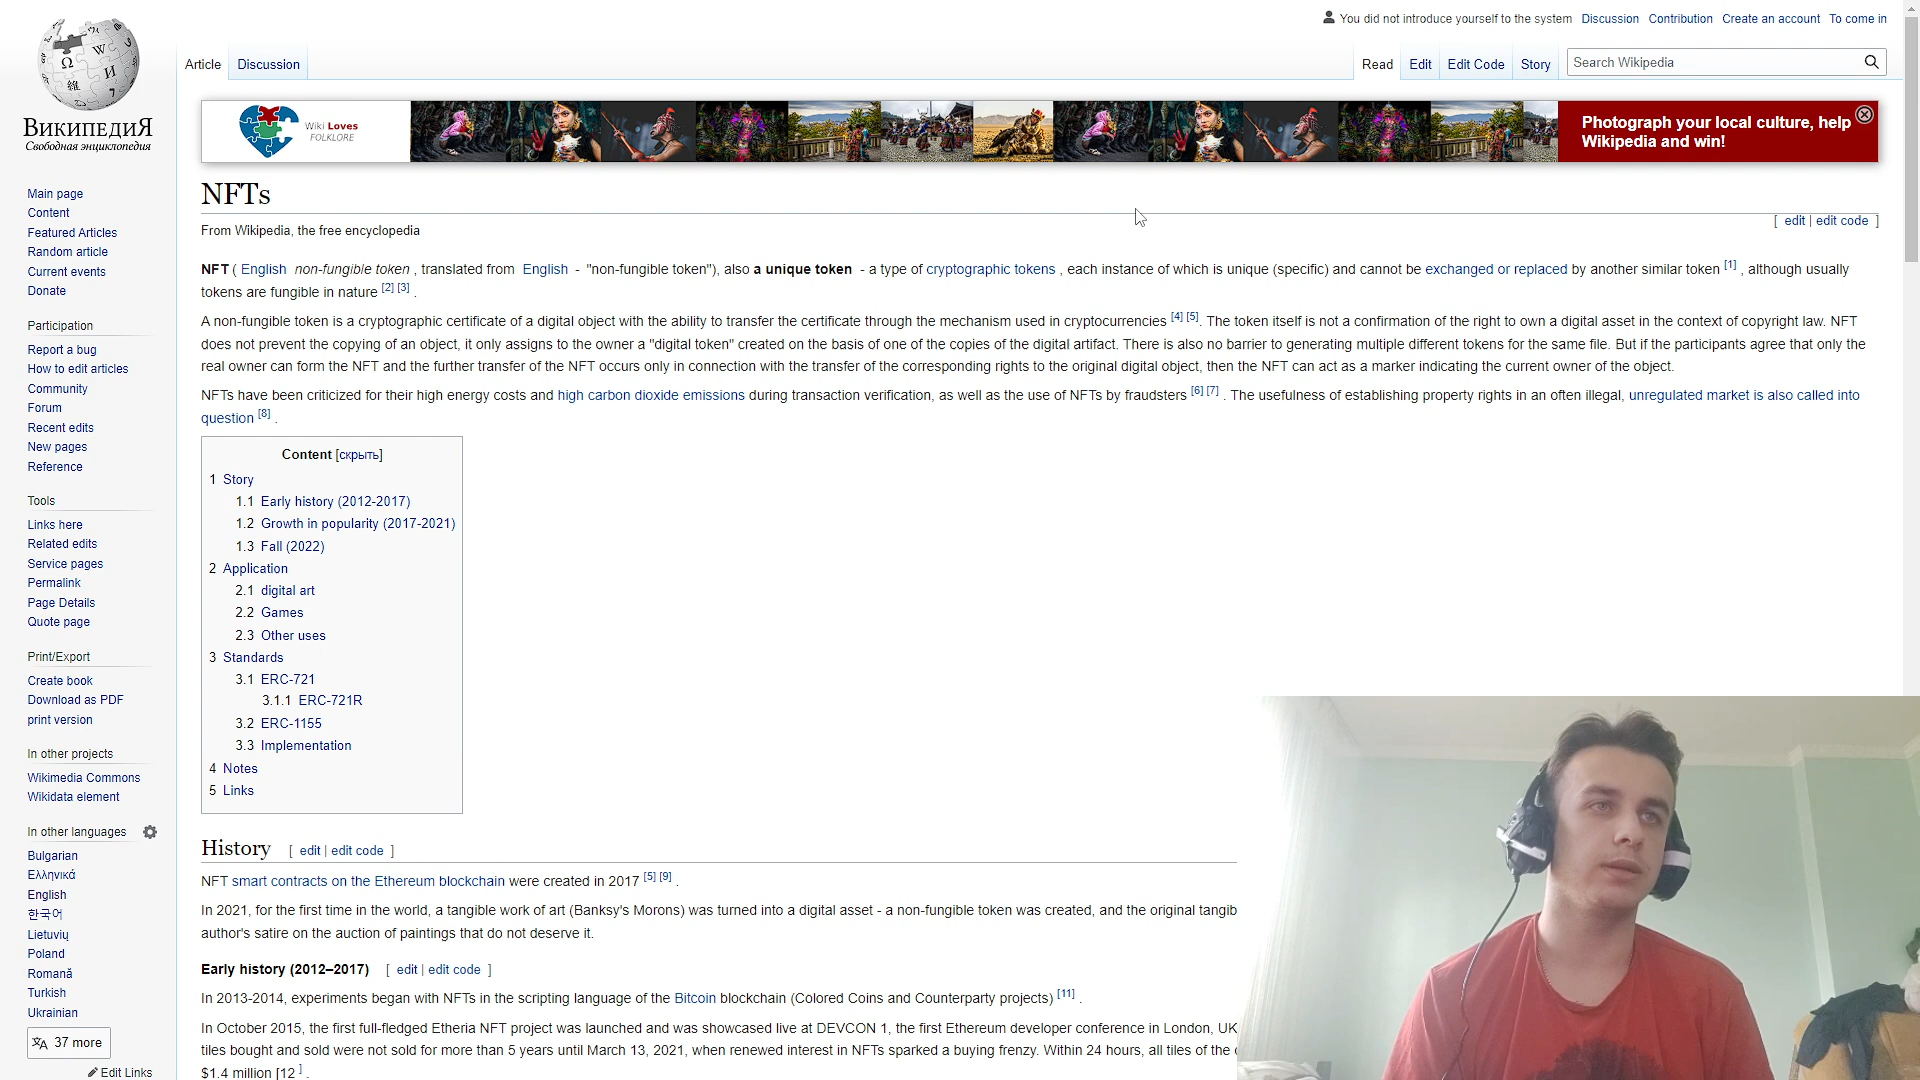 You did not introduce yourself to the system Discussion Contribution Create an account To come in
Article Discussion Read Edit Edit Code Story Search Wikipedia
ВИКИПЕДИЯ
Свободная энциклопедия
Main page
Content
Featured Articles
Random article
Current events
Donate
Participation
Report a bug
How to edit articles
Community
Forum
Recent edits
New pages
Reference
Tools
Links here
Related edits
Service pages
Permalink
Page Details
Quote page
Print/Export
Create book
Download as PDF
print version
In other projects
Wikimedia Commons
Wikidata element
In other languages
Bulgarian
Ελληνικά
English
한국어
Lietuvių
Poland
Romană
Turkish
Ukrainian
37 more
Edit Links
Wiki Loves
FOLKLORE
Photograph your local culture, help
Wikipedia and win!
NFTs
[ edit | edit code ]
From Wikipedia, the free encyclopedia
NFT ( English non-fungible token , translated from English - "non-fungible token"), also a unique token - a type of cryptographic tokens , each instance of which is unique (specific) and cannot be exchanged or replaced by another similar token [1] , although usually
tokens are fungible in nature [2] [3] .
A non-fungible token is a cryptographic certificate of a digital object with the ability to transfer the certificate through the mechanism used in cryptocurrencies [4] [5]. The token itself is not a confirmation of the right to own a digital asset in the context of copyright law. NFT
does not prevent the copying of an object, it only assigns to the owner a "digital token" created on the basis of one of the copies of the digital artifact. There is also no barrier to generating multiple different tokens for the same file. But if the participants agree that only the
real owner can form the NFT and the further transfer of the NFT occurs only in connection with the transfer of the corresponding rights to the original digital object, then the NFT can act as a marker indicating the current owner of the object.
NFTs have been criticized for their high energy costs and high carbon dioxide emissions during transaction verification, as well as the use of NFTs by fraudsters [6] [7] . The usefulness of establishing property rights in an often illegal, unregulated market is also called into
question [8] .
Content [скрыть]
1 Story
1.1 Early history (2012-2017)
1.2 Growth in popularity (2017-2021)
1.3 Fall (2022)
2 Application
2.1 digital art
2.2 Games
2.3 Other uses
3 Standards
3.1 ERC-721
3.1.1 ERC-721R
3.2 ERC-1155
3.3 Implementation
4 Notes
5 Links
History [ edit | edit code ]
NFT smart contracts on the Ethereum blockchain were created in 2017 [5] [9] .
In 2021, for the first time in the world, a tangible work of art (Banksy's Morons) was turned into a digital asset - a non-fungible token was created, and the original tangib
author's satire on the auction of paintings that do not deserve it.
Early history (2012–2017) [ edit | edit code ]
In 2013-2014, experiments began with NFTs in the scripting language of the Bitcoin blockchain (Colored Coins and Counterparty projects) [11] .
In October 2015, the first full-fledged Etheria NFT project was launched and was showcased live at DEVCON 1, the first Ethereum developer conference in London, UK
tiles bought and sold were not sold for more than 5 years until March 13, 2021, when renewed interest in NFTs sparked a buying frenzy. Within 24 hours, all tiles of the
$1.4 million [12 ] .